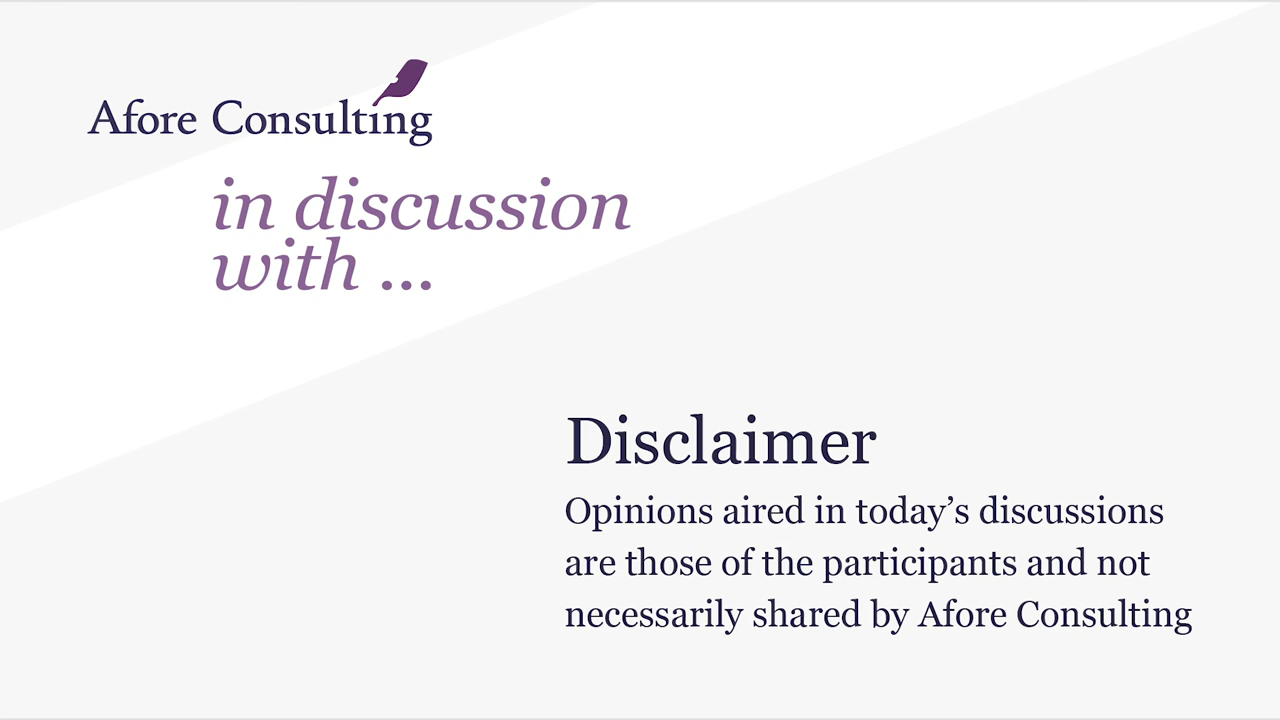 Afore Consulting
in discussion
with ...
Disclaimer
Opinions aired in today’s discussions
are those of the participants and not
necessarily shared by Afore Consulting